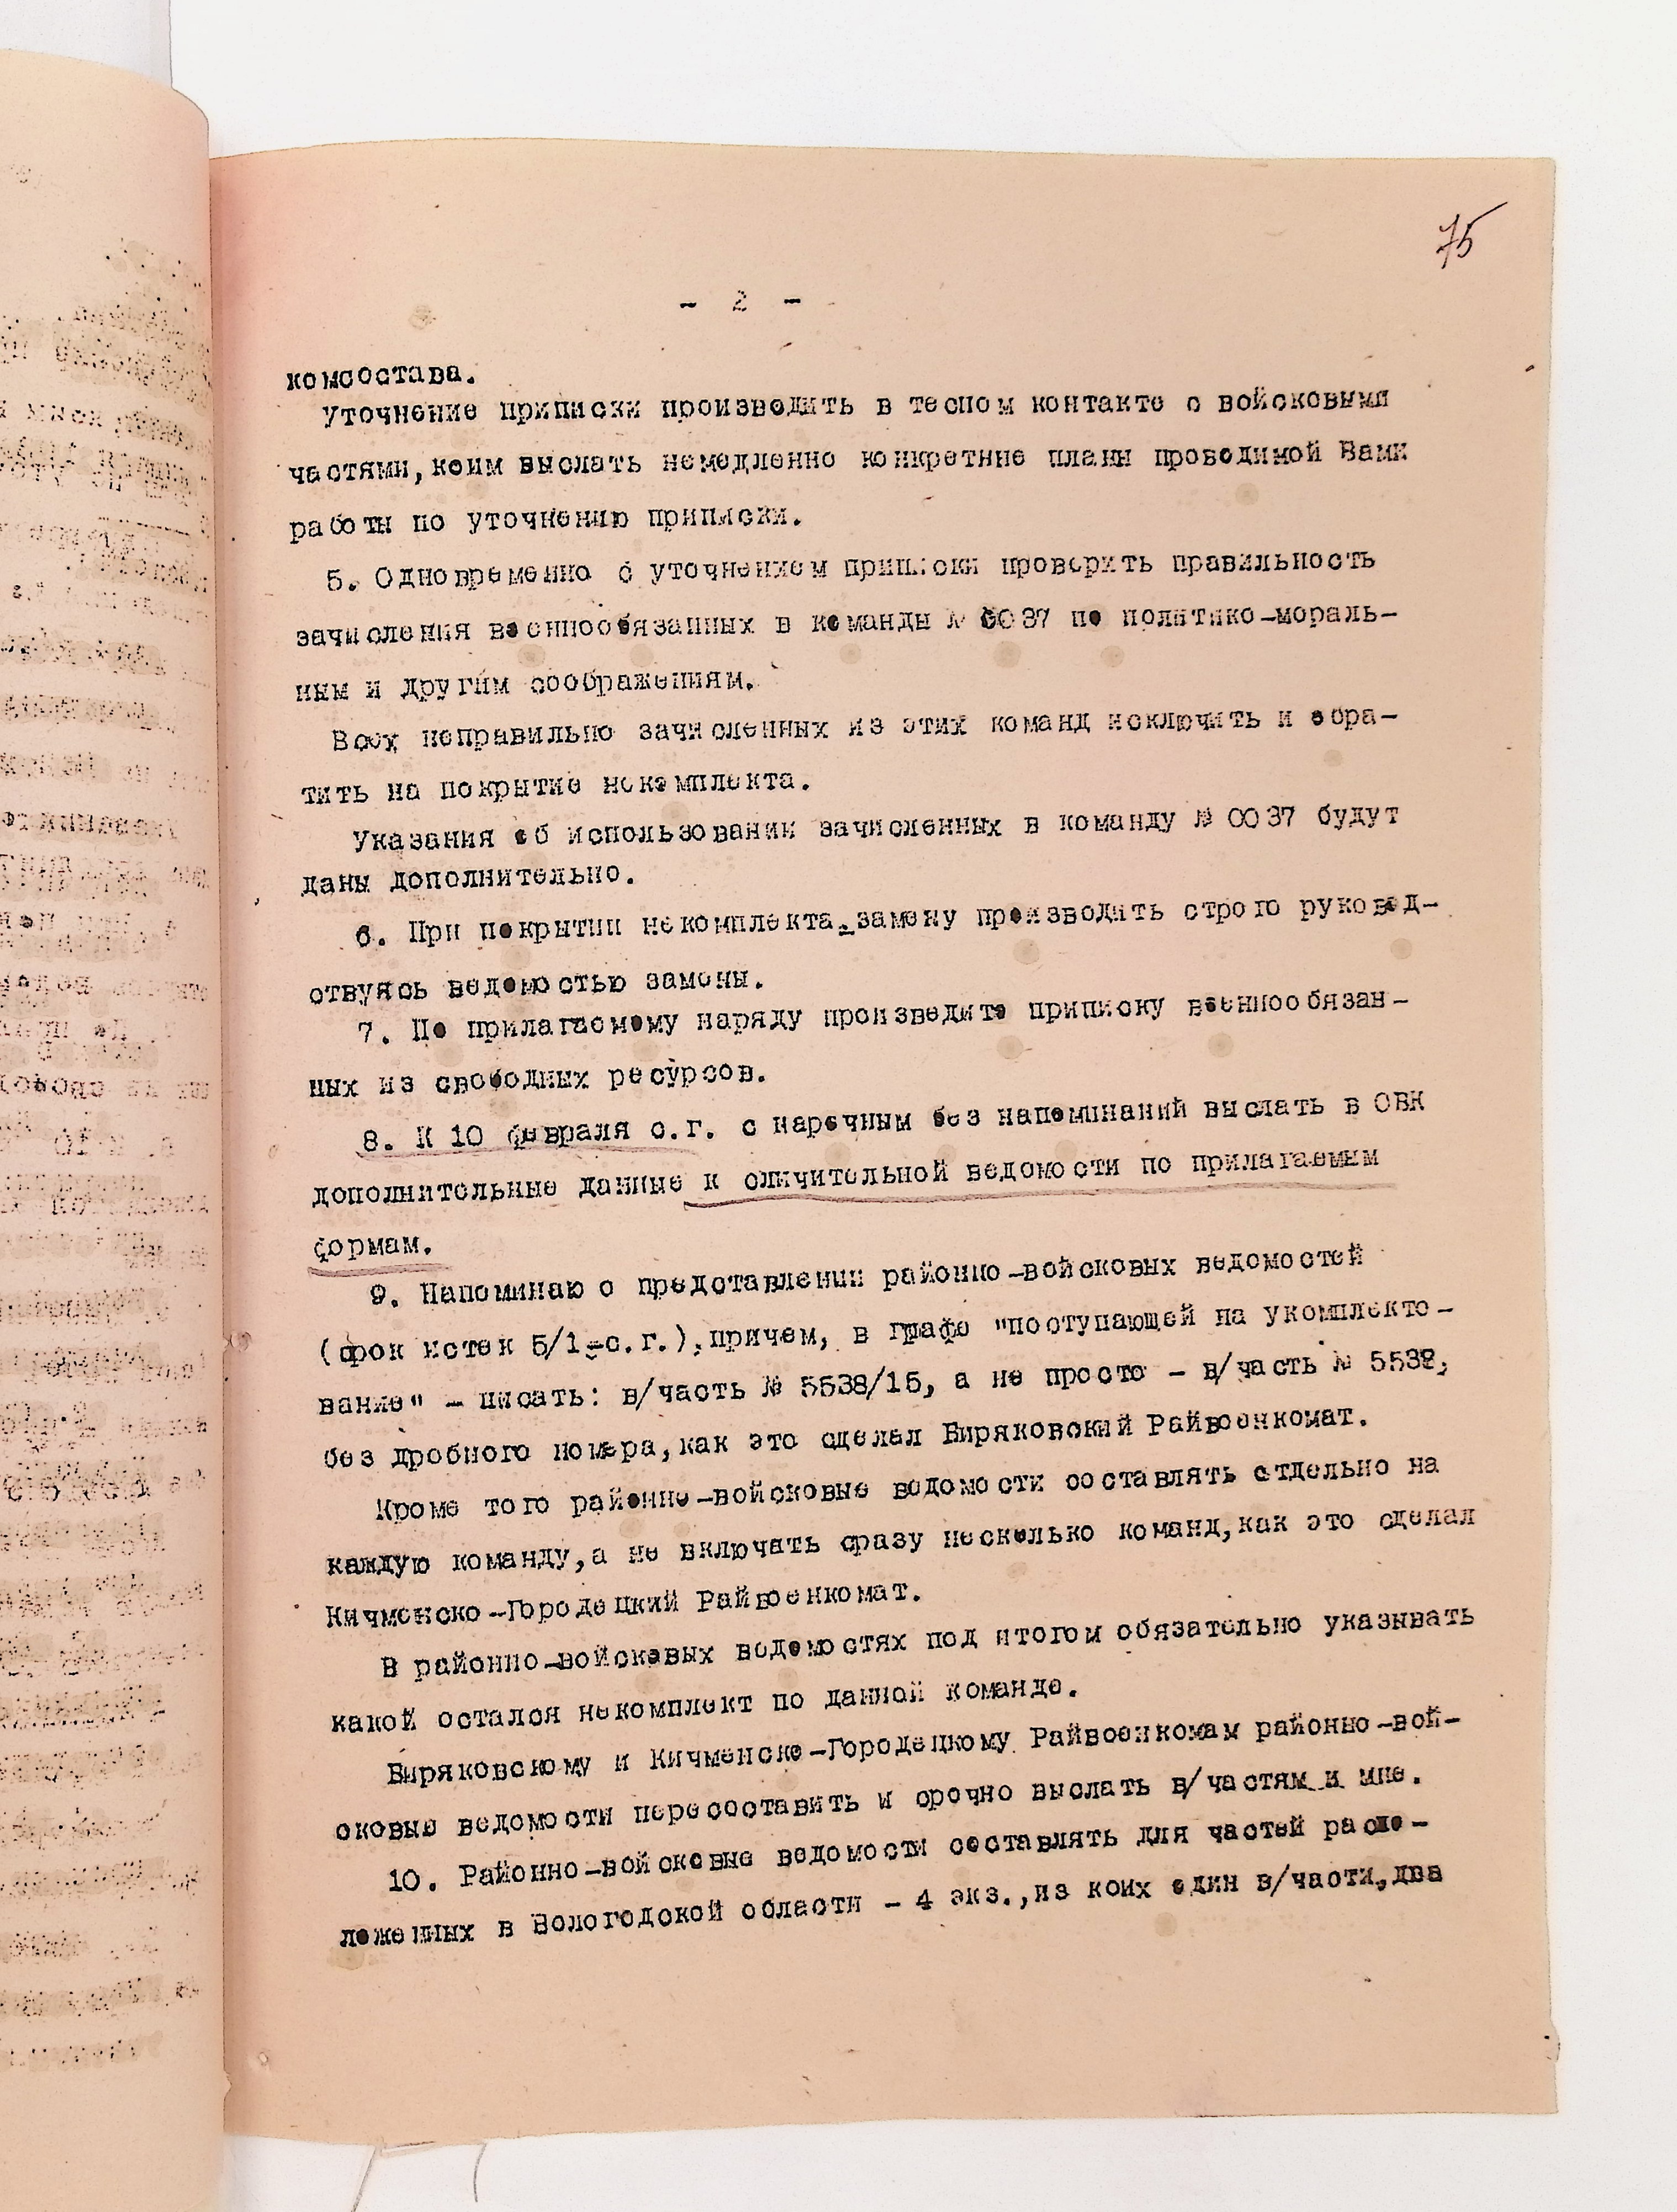 75
- 2 -
комсостава.
Уточнение приписки производить в тесном контакте с войсковыми
частями, коим выслать немедленно конкретные планы проводимой Вами
работы по уточнению приписки.
5. Одновременно с уточнением приписки проверить правильность
зачисления военнообязанных в команды № 0037 по политико-мораль-
ным и другим соображениям.
Всех неправильно зачисленных из этих команд исключить и обра-
тить на покрытие некомплекта.
Указания об использовании зачисленных в команду № 0037 будут
даны дополнительно.
6. При покрытии некомплекта замену производить строго руковод-
ствуясь ведомостью замены.
7. По прилагаемому наряду произведите приписку военнообязан-
ных из свободных ресурсов.
8. К 10 февраля с.г. с нарочным без напоминаний выслать в ОВК
дополнительные данные к оличительной ведомости по прилагаемым
формам.
9. Напоминаю о представлении районно-войсковых ведомостей
(срок истек 5/1-с.г.), причем, в графе "поступающей на укомплекто-
вание" - писать: в/часть № 5538/15, а не просто - в/часть № 5538,
без дробного номера, как это сделал Биряковский Райвоенкомат.
Кроме того районно-войсковые ведомости составлять отдельно на
каждую команду, а не включать сразу несколько команд, как это сделал
Кичменско-Городецкий Райвоенкомат.
В районно-войсковых ведомостях под итогом обязательно указывать
какой остался некомплект по данной команде.
Биряковскому и Кичменско-Городецкому Райвоенкомам районно-вой-
сковые ведомости пересоставить и срочно выслать в/частям и мне.
10. Районно-войсковые ведомости составлять для частей распо-
ложенных в Вологодской области - 4 экз., из коих один в/части, два